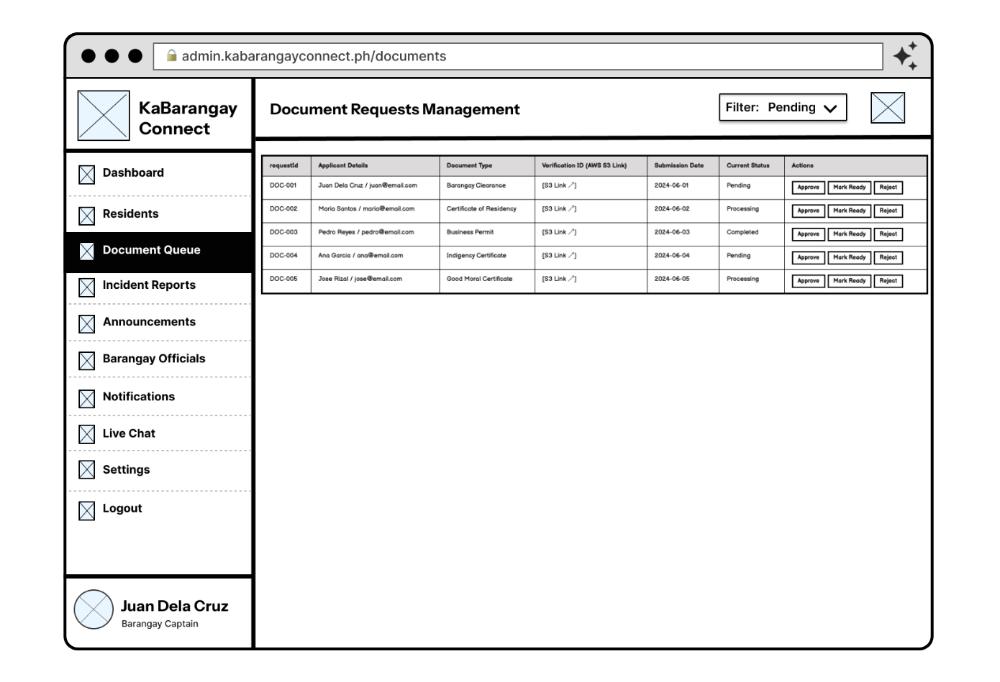 admin.kabarangayconnect.ph/documents
KaBarangay
Connect
Document Requests Management
Filter: Pending
Dashboard
Residents
Document Queue
Incident Reports
Announcements
Barangay Officials
Notifications
Live Chat
Settings
Logout
Juan Dela Cruz
Barangay Captain
requestId Applicant Details Document Type Verification ID (AWS S3 Link) Submission Date Current Status Actions
DOC-001 Juan Dela Cruz / juan@email.com Barangay Clearance [S3 Link ↗] 2024-06-01 Pending Approve Mark Ready Reject
DOC-002 Maria Santos / maria@email.com Certificate of Residency [S3 Link ↗] 2024-06-02 Processing Approve Mark Ready Reject
DOC-003 Pedro Reyes / pedro@email.com Business Permit [S3 Link ↗] 2024-06-03 Completed Approve Mark Ready Reject
DOC-004 Ana Garcia / ana@email.com Indigency Certificate [S3 Link ↗] 2024-06-04 Pending Approve Mark Ready Reject
DOC-005 Jose Rizal / jose@email.com Good Moral Certificate [S3 Link ↗] 2024-06-05 Processing Approve Mark Ready Reject